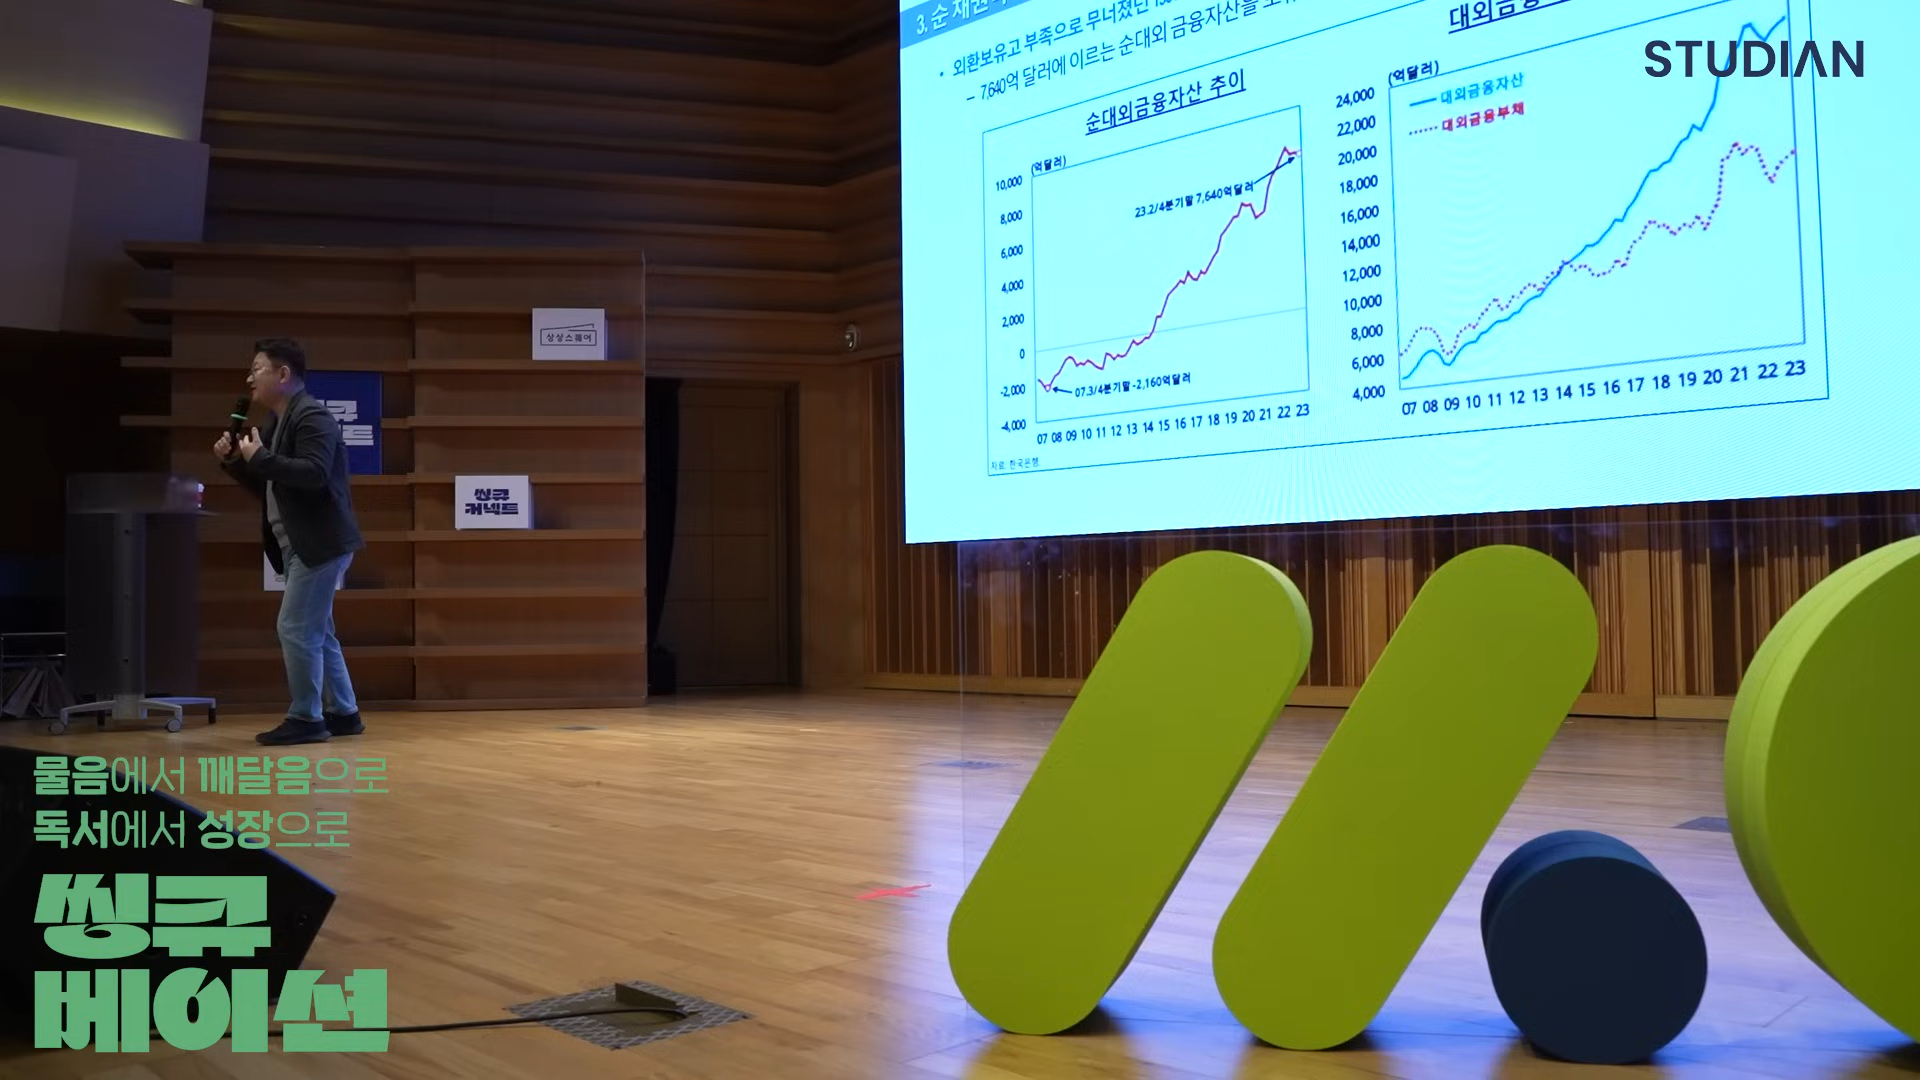 3. 순
• 외환보유고 부족으로 무너졌던
– 7,640억 달러에 이르는 순대외 금융자산을
순대외금융자산 추이
(억달러)
10,000
8,000
6,000
4,000
2,000
0
-2,000
-4,000
23.2/4분기말 7,640억달러
07.3/4분기말 -2,160억달러
07 08 09 10 11 12 13 14 15 16 17 18 19 20 21 22 23
자료: 한국은행
대외금융
(억달러)
대외금융자산
대외금융부채
24,000
22,000
20,000
18,000
16,000
14,000
12,000
10,000
8,000
6,000
4,000
07 08 09 10 11 12 13 14 15 16 17 18 19 20 21 22 23
STUDIAN
상상스퀘어
씽큐
커넥트
물음에서 깨달음으로
독서에서 성장으로
씽큐
베이션